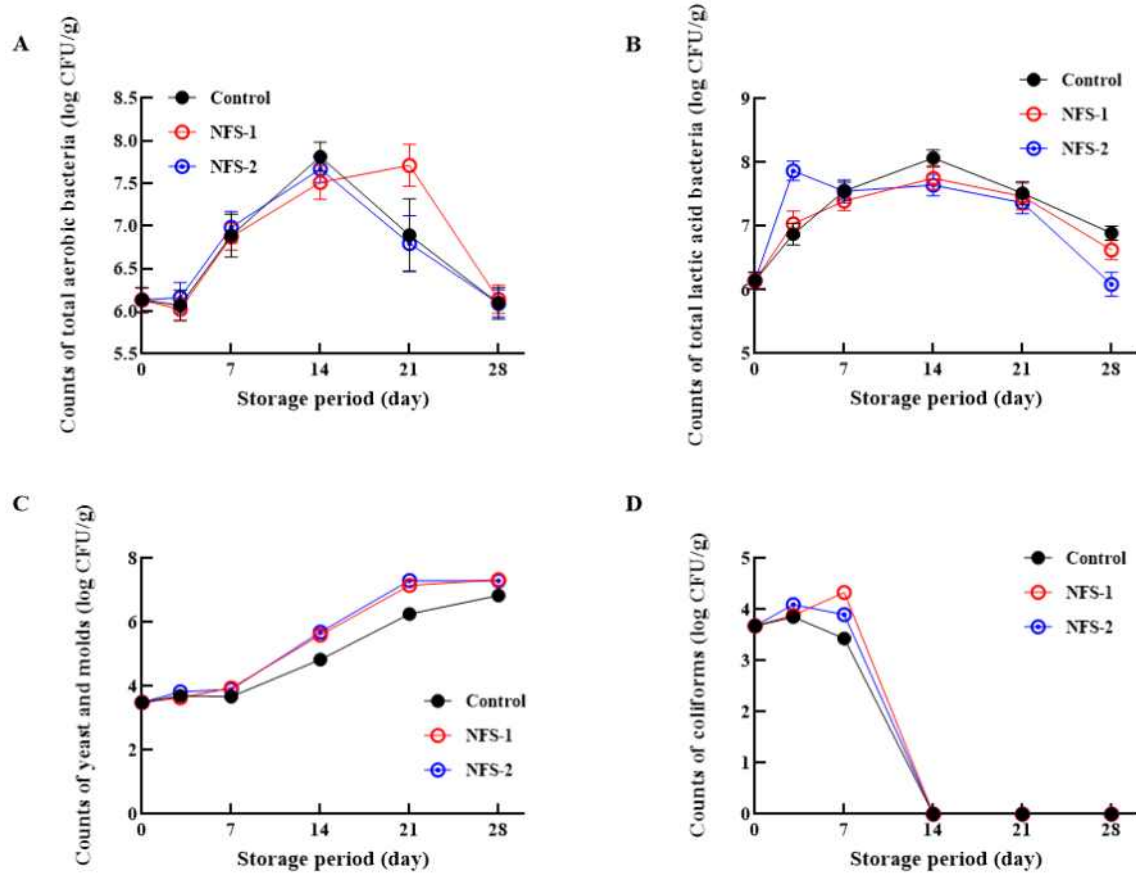 A
Counts of total aerobic bacteria (log CFU/g)
8.5
8.0
7.5
7.0
6.5
6.0
5.5
Control
NFS-1
NFS-2
0 7 14 21 28
Storage period (day)
B
Counts of total lactic acid bacteria (log CFU/g)
9
8
7
6
5
Control
NFS-1
NFS-2
0 7 14 21 28
Storage period (day)
C
Counts of yeast and molds (log CFU/g)
8
6
4
2
0
Control
NFS-1
NFS-2
0 7 14 21 28
Storage period (day)
D
Counts of coliforms (log CFU/g)
5
4
3
2
1
0
Control
NFS-1
NFS-2
0 7 14 21 28
Storage period (day)